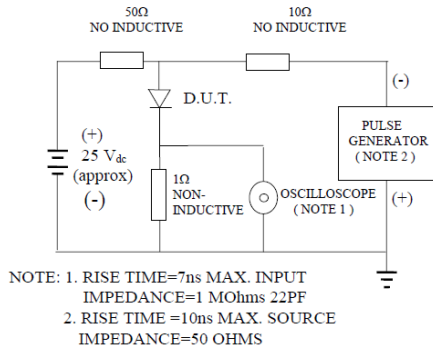 50Ω
NO INDUCTIVE
10Ω
NO INDUCTIVE
D.U.T.
(-)
PULSE
GENERATOR
( NOTE 2 )
(+)
(+)
25 Vdc
(approx)
(-)
1Ω
NON-
INDUCTIVE
OSCILLOSCOPE
( NOTE 1 )
NOTE: 1. RISE TIME=7ns MAX. INPUT
IMPEDANCE=1 MOhms 22PF
2. RISE TIME =10ns MAX. SOURCE
IMPEDANCE=50 OHMS